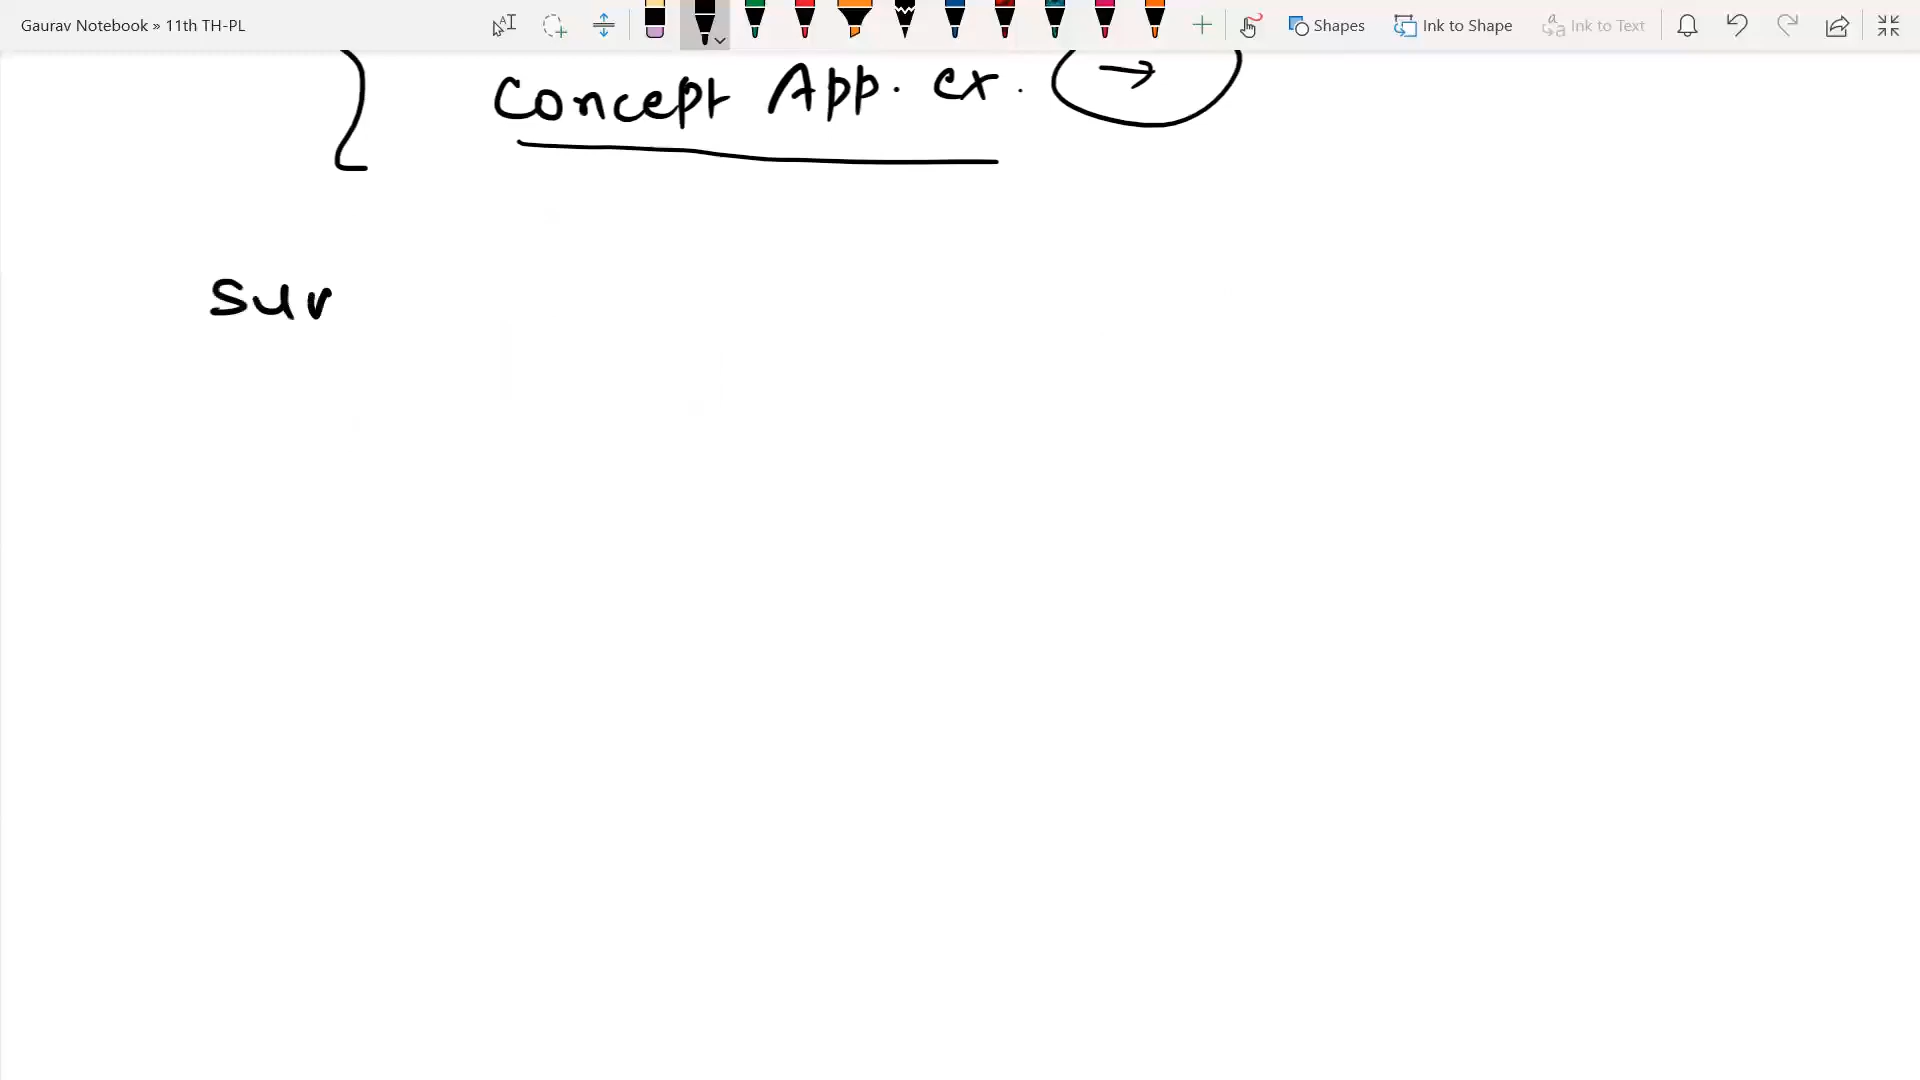 Gaurav Notebook » 11th TH-PL Shapes Ink to Shape Ink to Text
Concept App. ex. →
Sur